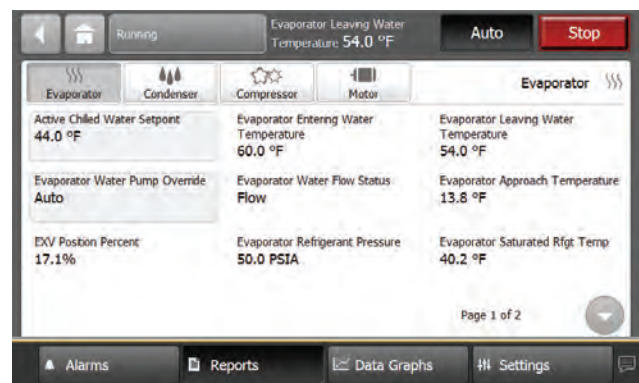 Running
Evaporator Leaving Water
Temperature 54.0 °F
Auto
Stop
Evaporator
Condenser
Compressor
Motor
Evaporator
Active Chilled Water Setpoint
44.0 °F
Evaporator Entering Water
Temperature
60.0 °F
Evaporator Leaving Water
Temperature
54.0 °F
Evaporator Water Pump Override
Auto
Evaporator Water Flow Status
Flow
Evaporator Approach Temperature
13.8 °F
EXV Position Percent
17.1%
Evaporator Refrigerant Pressure
50.0 PSIA
Evaporator Saturated Rfgt Temp
40.2 °F
Page 1 of 2
Alarms
Reports
Data Graphs
Settings